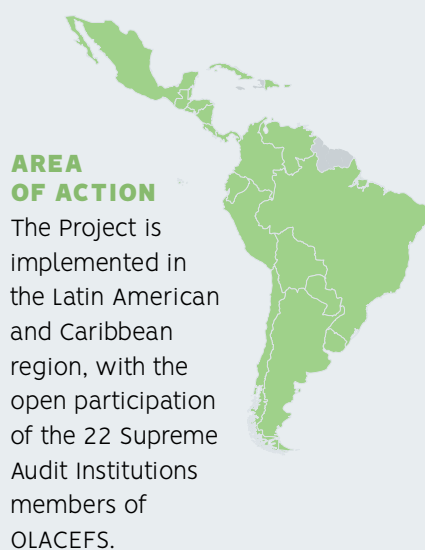 AREA
OF ACTION
The Project is
implemented in
the Latin American
and Caribbean
region, with the
open participation
of the 22 Supreme
Audit Institutions
members of
OLACEFS.